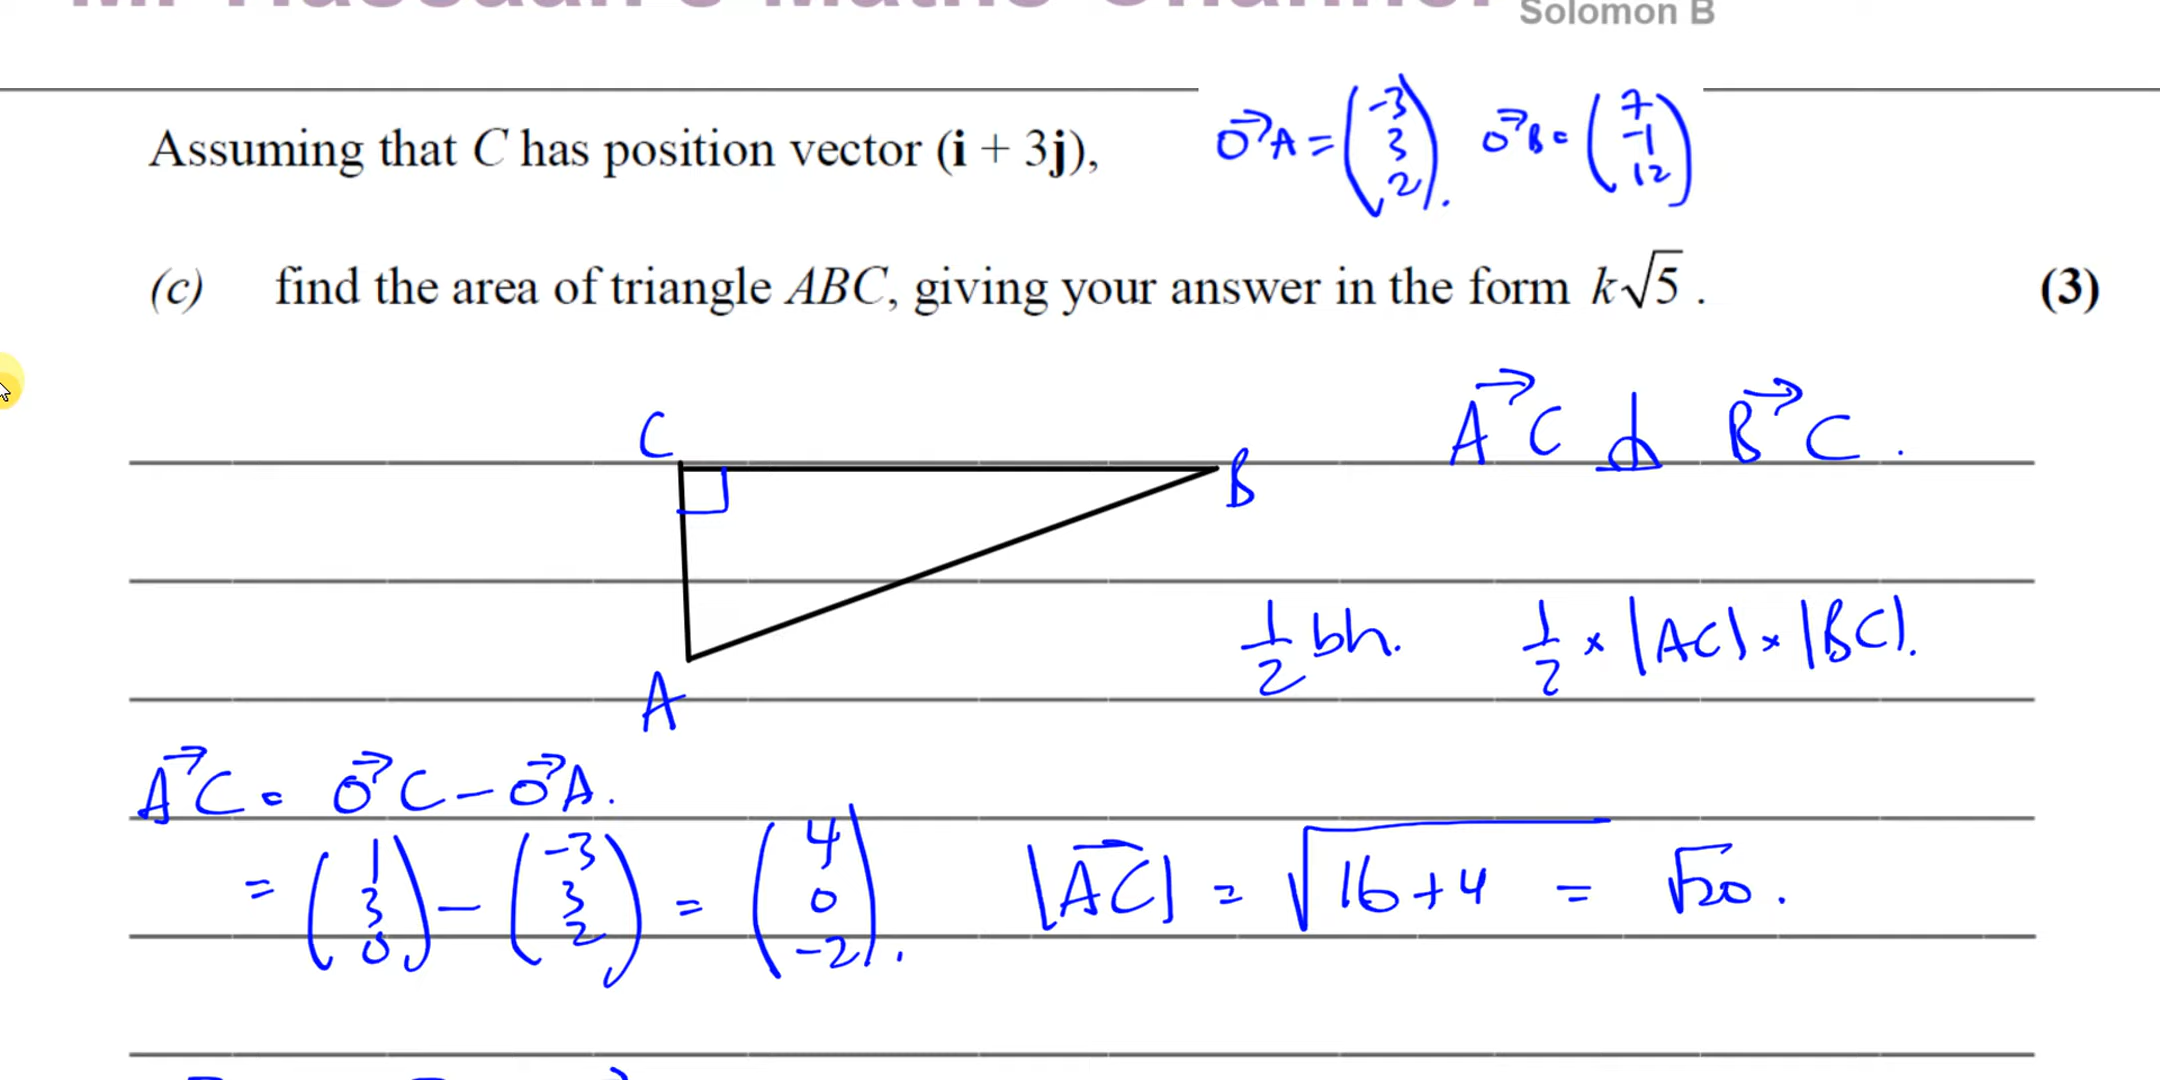 Solomon B
Assuming that C has position vector (i + 3j), O⃗A = (-3 3 2). O⃗B = (7 -1 12)
(c) find the area of triangle ABC, giving your answer in the form k√5 . (3)
C B A⃗C ⊥ B⃗C.
1/2 bh. 1/2 × |AC| × |BC|.
A
A⃗C = O⃗C - O⃗A.
= (1 3 0) - (-3 3 2) = (4 0 -2). |A⃗C| = √16+4 = √20.